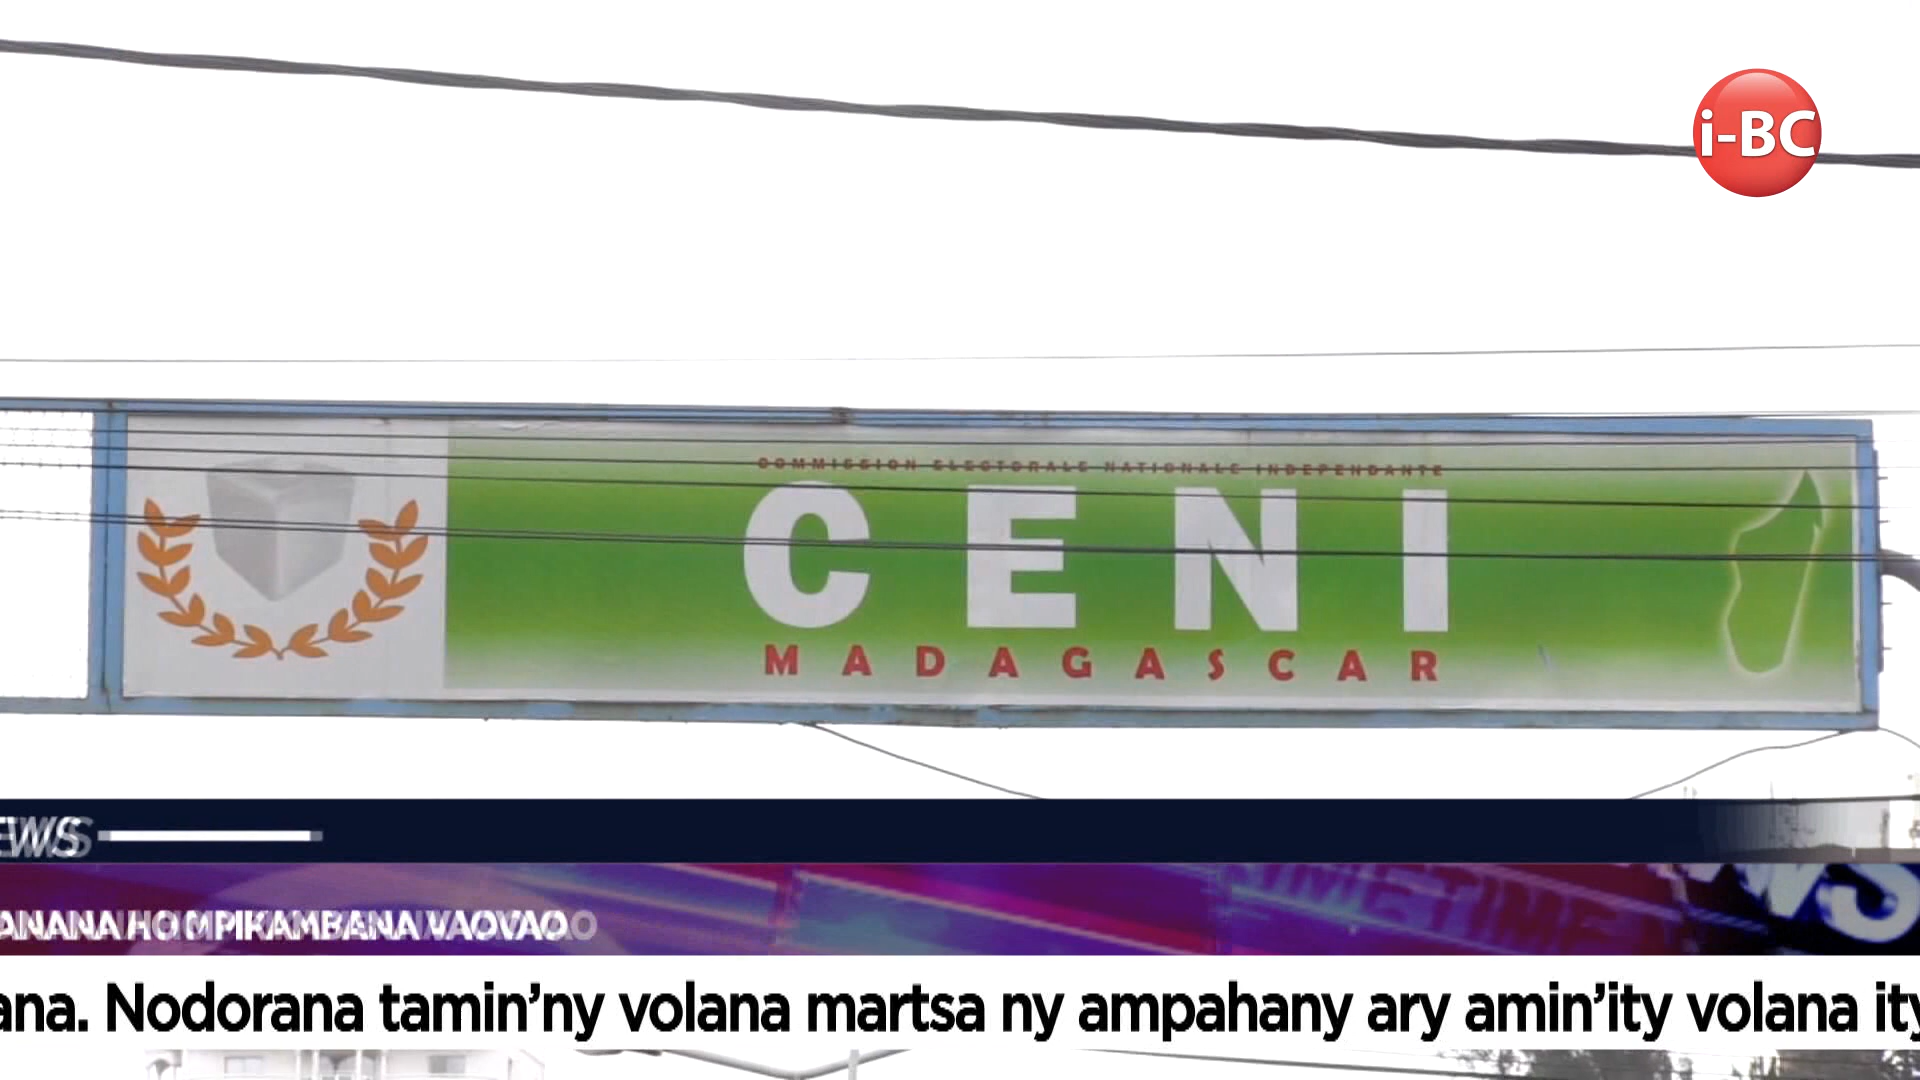 i-BC
COMMISSION ELECTORALE NATIONALE INDEPENDANTE
CENI
MADAGASCAR
EWS
ANANA HO MPIKAMBANA VAOVAO
ana. Nodorana tamin’ny volana martsa ny ampahany ary amin’ity volana ity